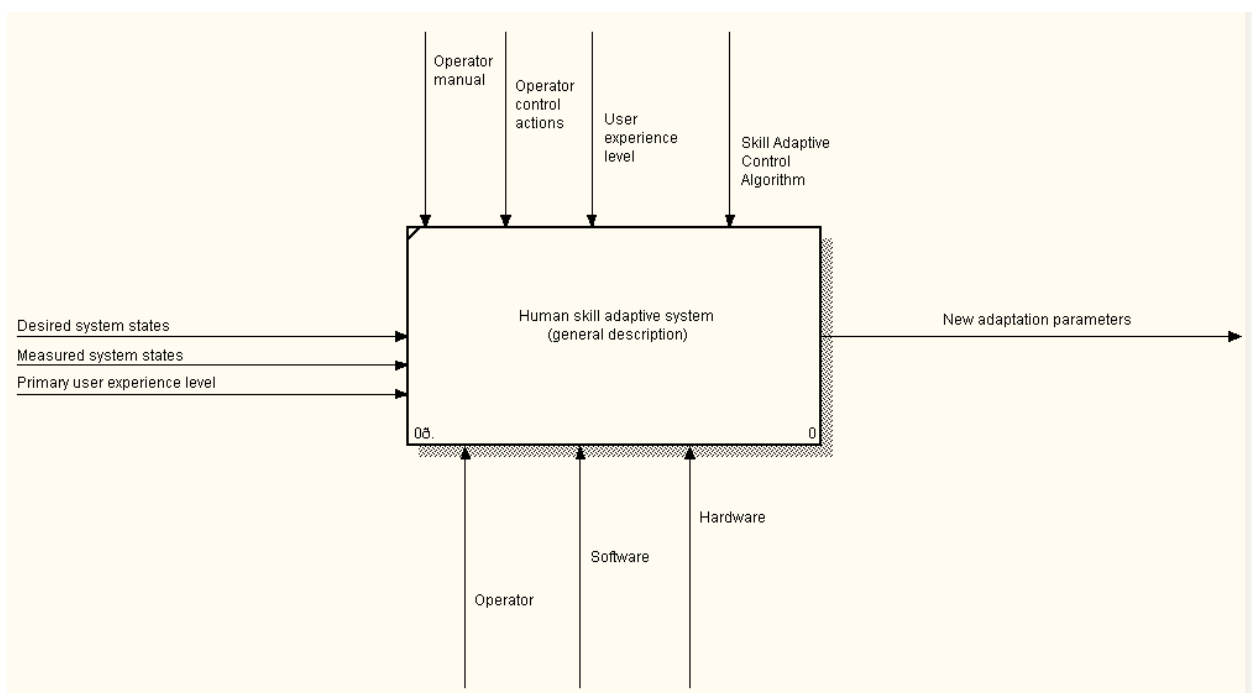 Operator
manual
Operator
control
actions
User
experience
level
Skill Adaptive
Control
Algorithm
Desired system states
Measured system states
Primary user experience level
Human skill adaptive system
(general description)
New adaptation parameters
0ð.
0
Hardware
Software
Operator